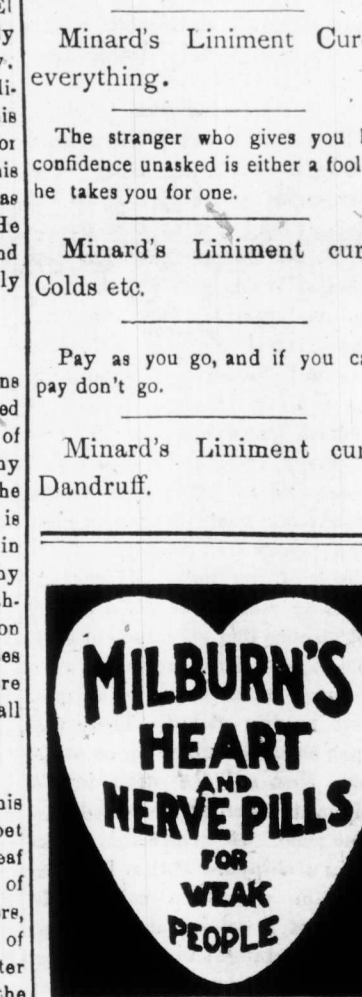 Minard's Liniment Cur
everything.
The stranger who gives you
confidence unasked is either a fool
he takes you for one.
Minard's Liniment cur
Colds etc.
Pay as you go, and if you ca
pay don't go.
Minard's Liniment cur
Dandruff.
MILBURN'S
HEART
AND
NERVE PILLS
FOR
WEAK
PEOPLE